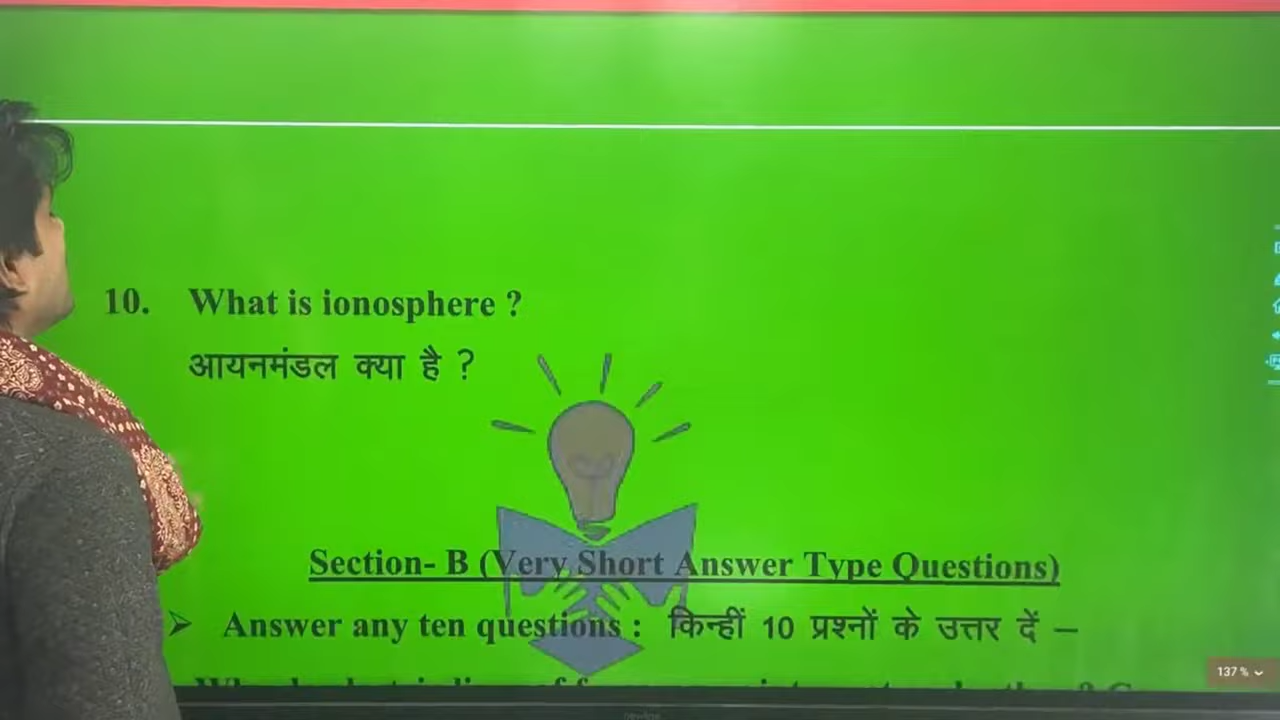 10. What is ionosphere ?
आयनमंडल क्या है ?
Section- B (Very Short Answer Type Questions)
➢ Answer any ten questions : किन्हीं 10 प्रश्नों के उत्तर दें –
137 %